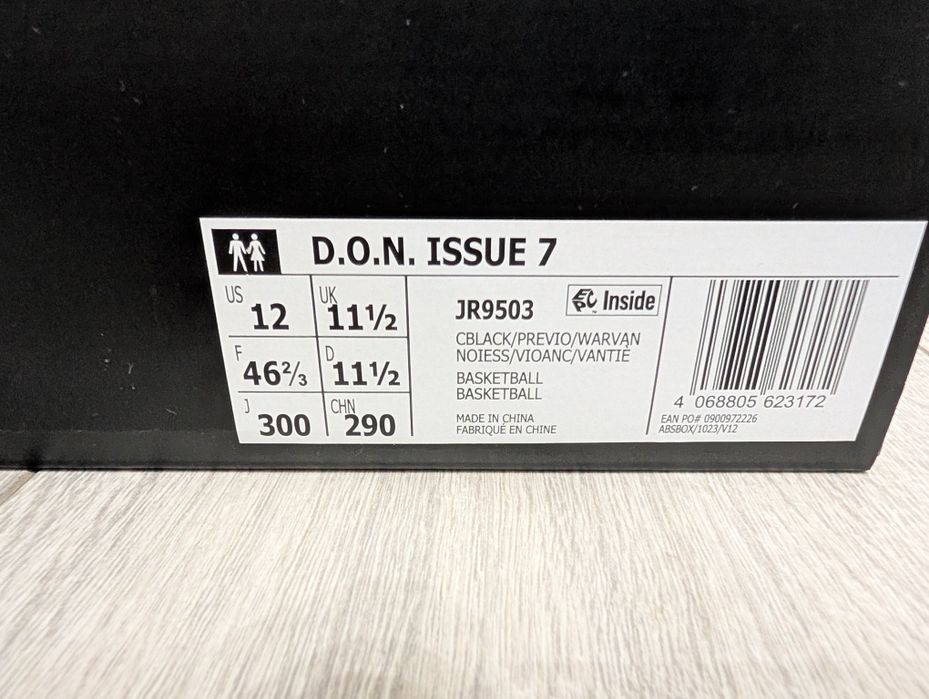 D.O.N. ISSUE 7
US 12
UK 11½
F 46⅔
D 11½
J 300
CHN 290
JR9503
EPC Inside
CBLACK/PREVIO/WARVAN
NOIESS/VIOANC/VANTIÉ
BASKETBALL
BASKETBALL
MADE IN CHINA
FABRIQUÉ EN CHINE
4 068805 623172
EAN PO# 0900972226
ABSBOX/1023/V12